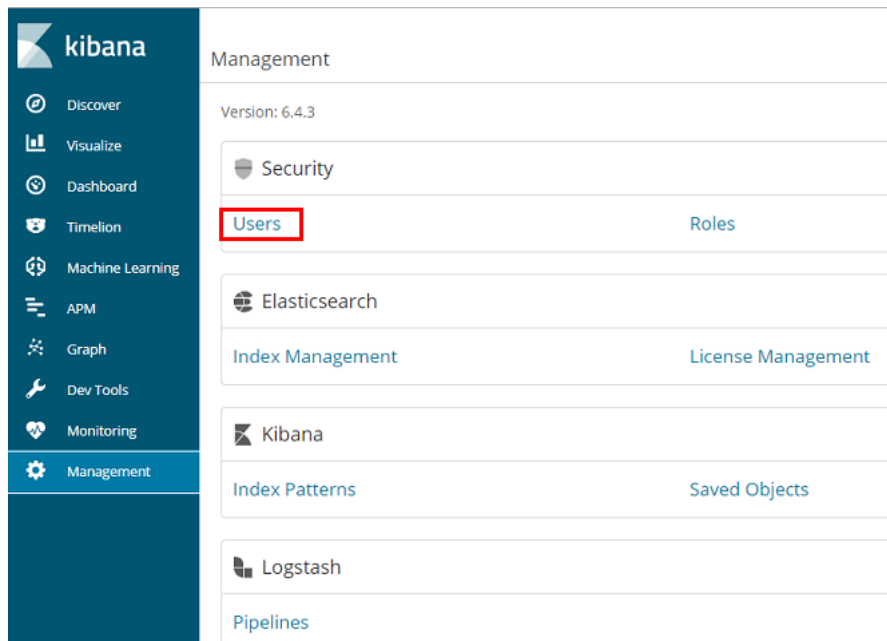 kibana
Discover
Visualize
Dashboard
Timelion
Machine Learning
APM
Graph
Dev Tools
Monitoring
Management
Management
Version: 6.4.3
Security
Users
Roles
Elasticsearch
Index Management
License Management
Kibana
Index Patterns
Saved Objects
Logstash
Pipelines